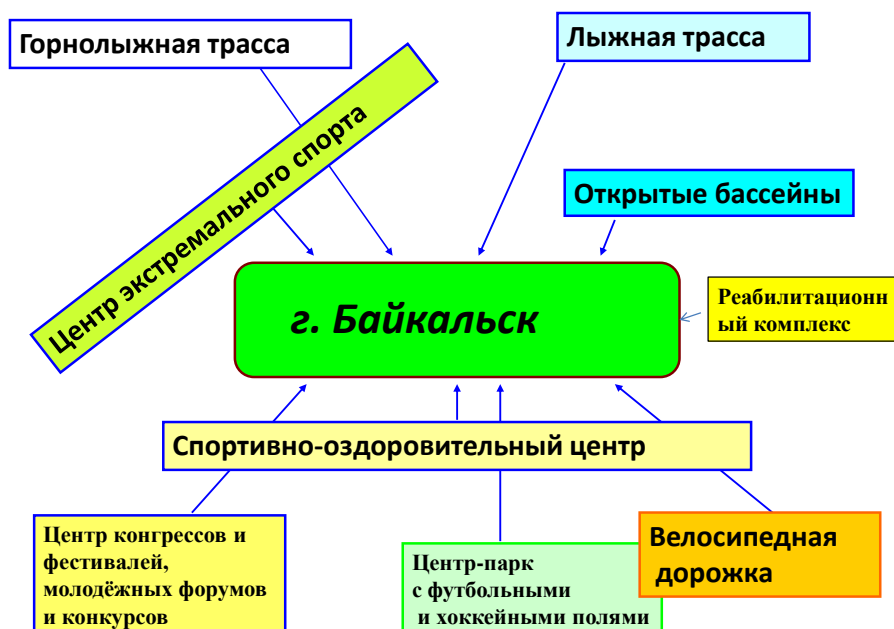 Горнолыжная трасса
Лыжная трасса
Центр экстремального спорта
Открытые бассейны
г. Байкальск
Реабилитационн
ый комплекс
Спортивно-оздоровительный центр
Центр конгрессов и
фестивалей,
молодёжных форумов
и конкурсов
Центр-парк
с футбольными
и хоккейными полями
Велосипедная
дорожка